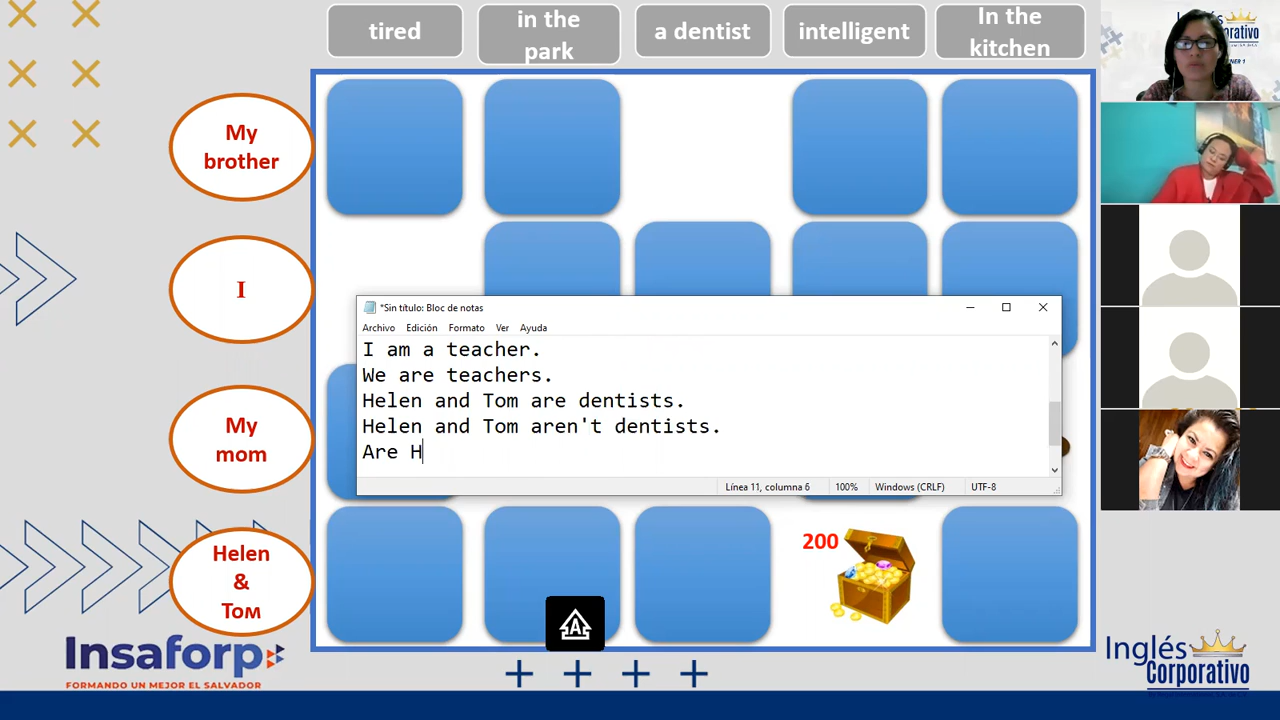 tired
in the
park
a dentist
intelligent
In the
kitchen
My
brother
I
My
mom
Helen
&
Tom
*Sin título: Bloc de notas
Archivo Edición Formato Ver Ayuda
I am a teacher.
We are teachers.
Helen and Tom are dentists.
Helen and Tom aren't dentists.
Are H
Línea 11, columna 6 100% Windows (CRLF) UTF-8
200
A
Insaforp
FORMANDO UN MEJOR EL SALVADOR
Inglés
Corporativo
Inglés
Corporativo